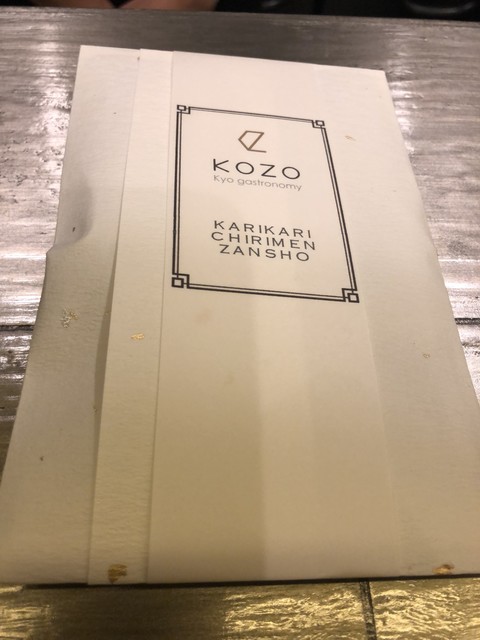 KOZO
Kyo gastronomy
KARIKARI
CHIRIMEN
ZANSHO